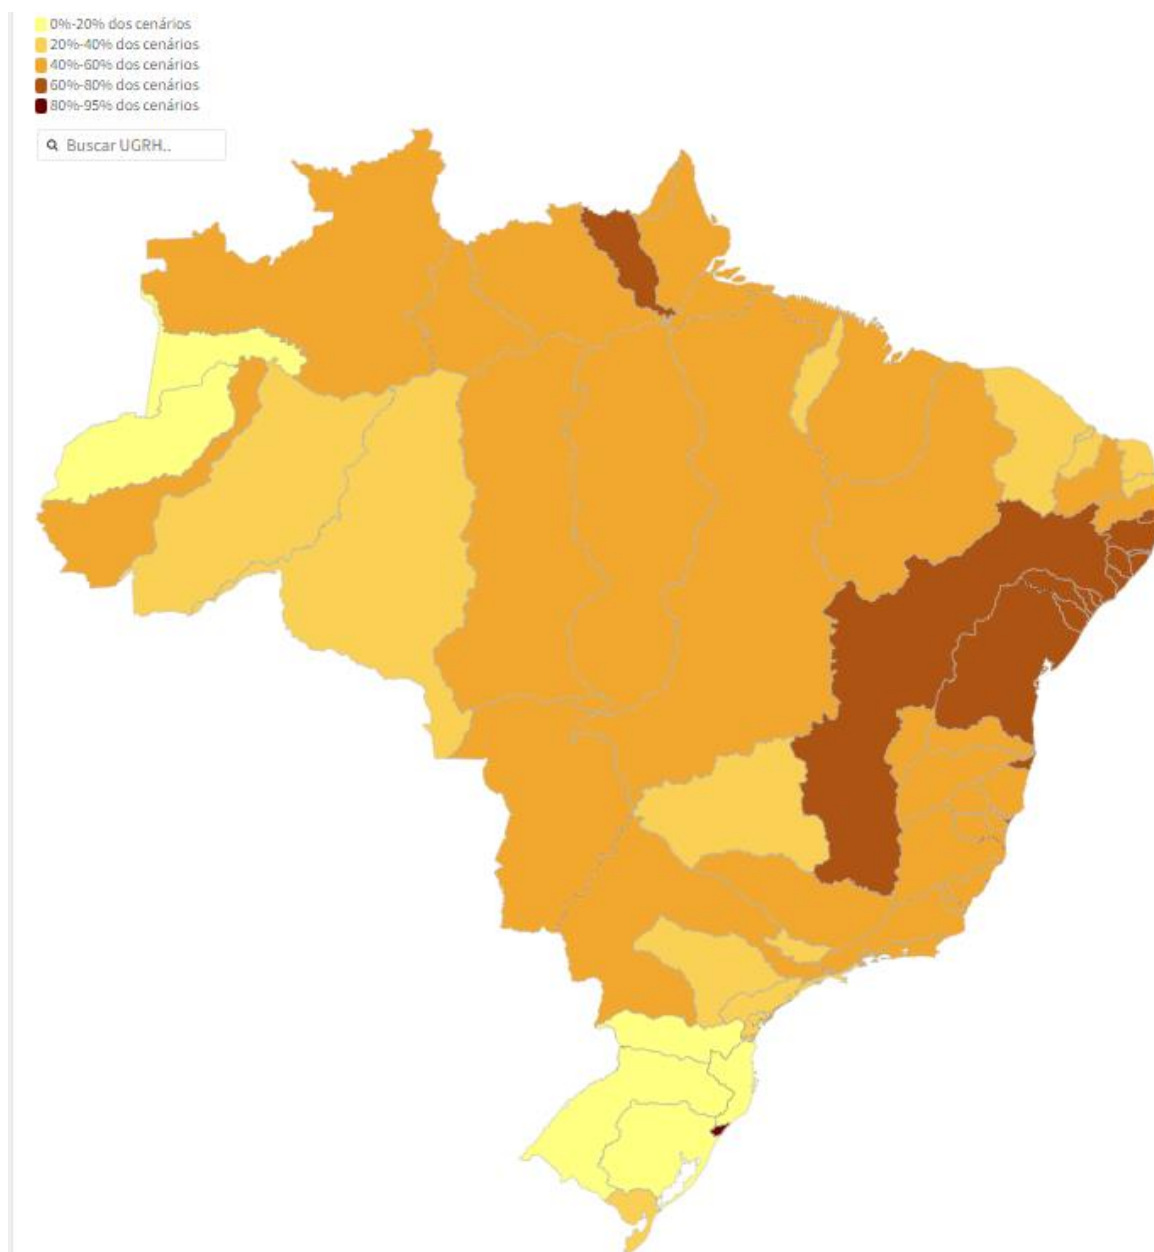 0%-20% dos cenários
20%-40% dos cenários
40%-60% dos cenários
60%-80% dos cenários
80%-95% dos cenários
Buscar UGRH..